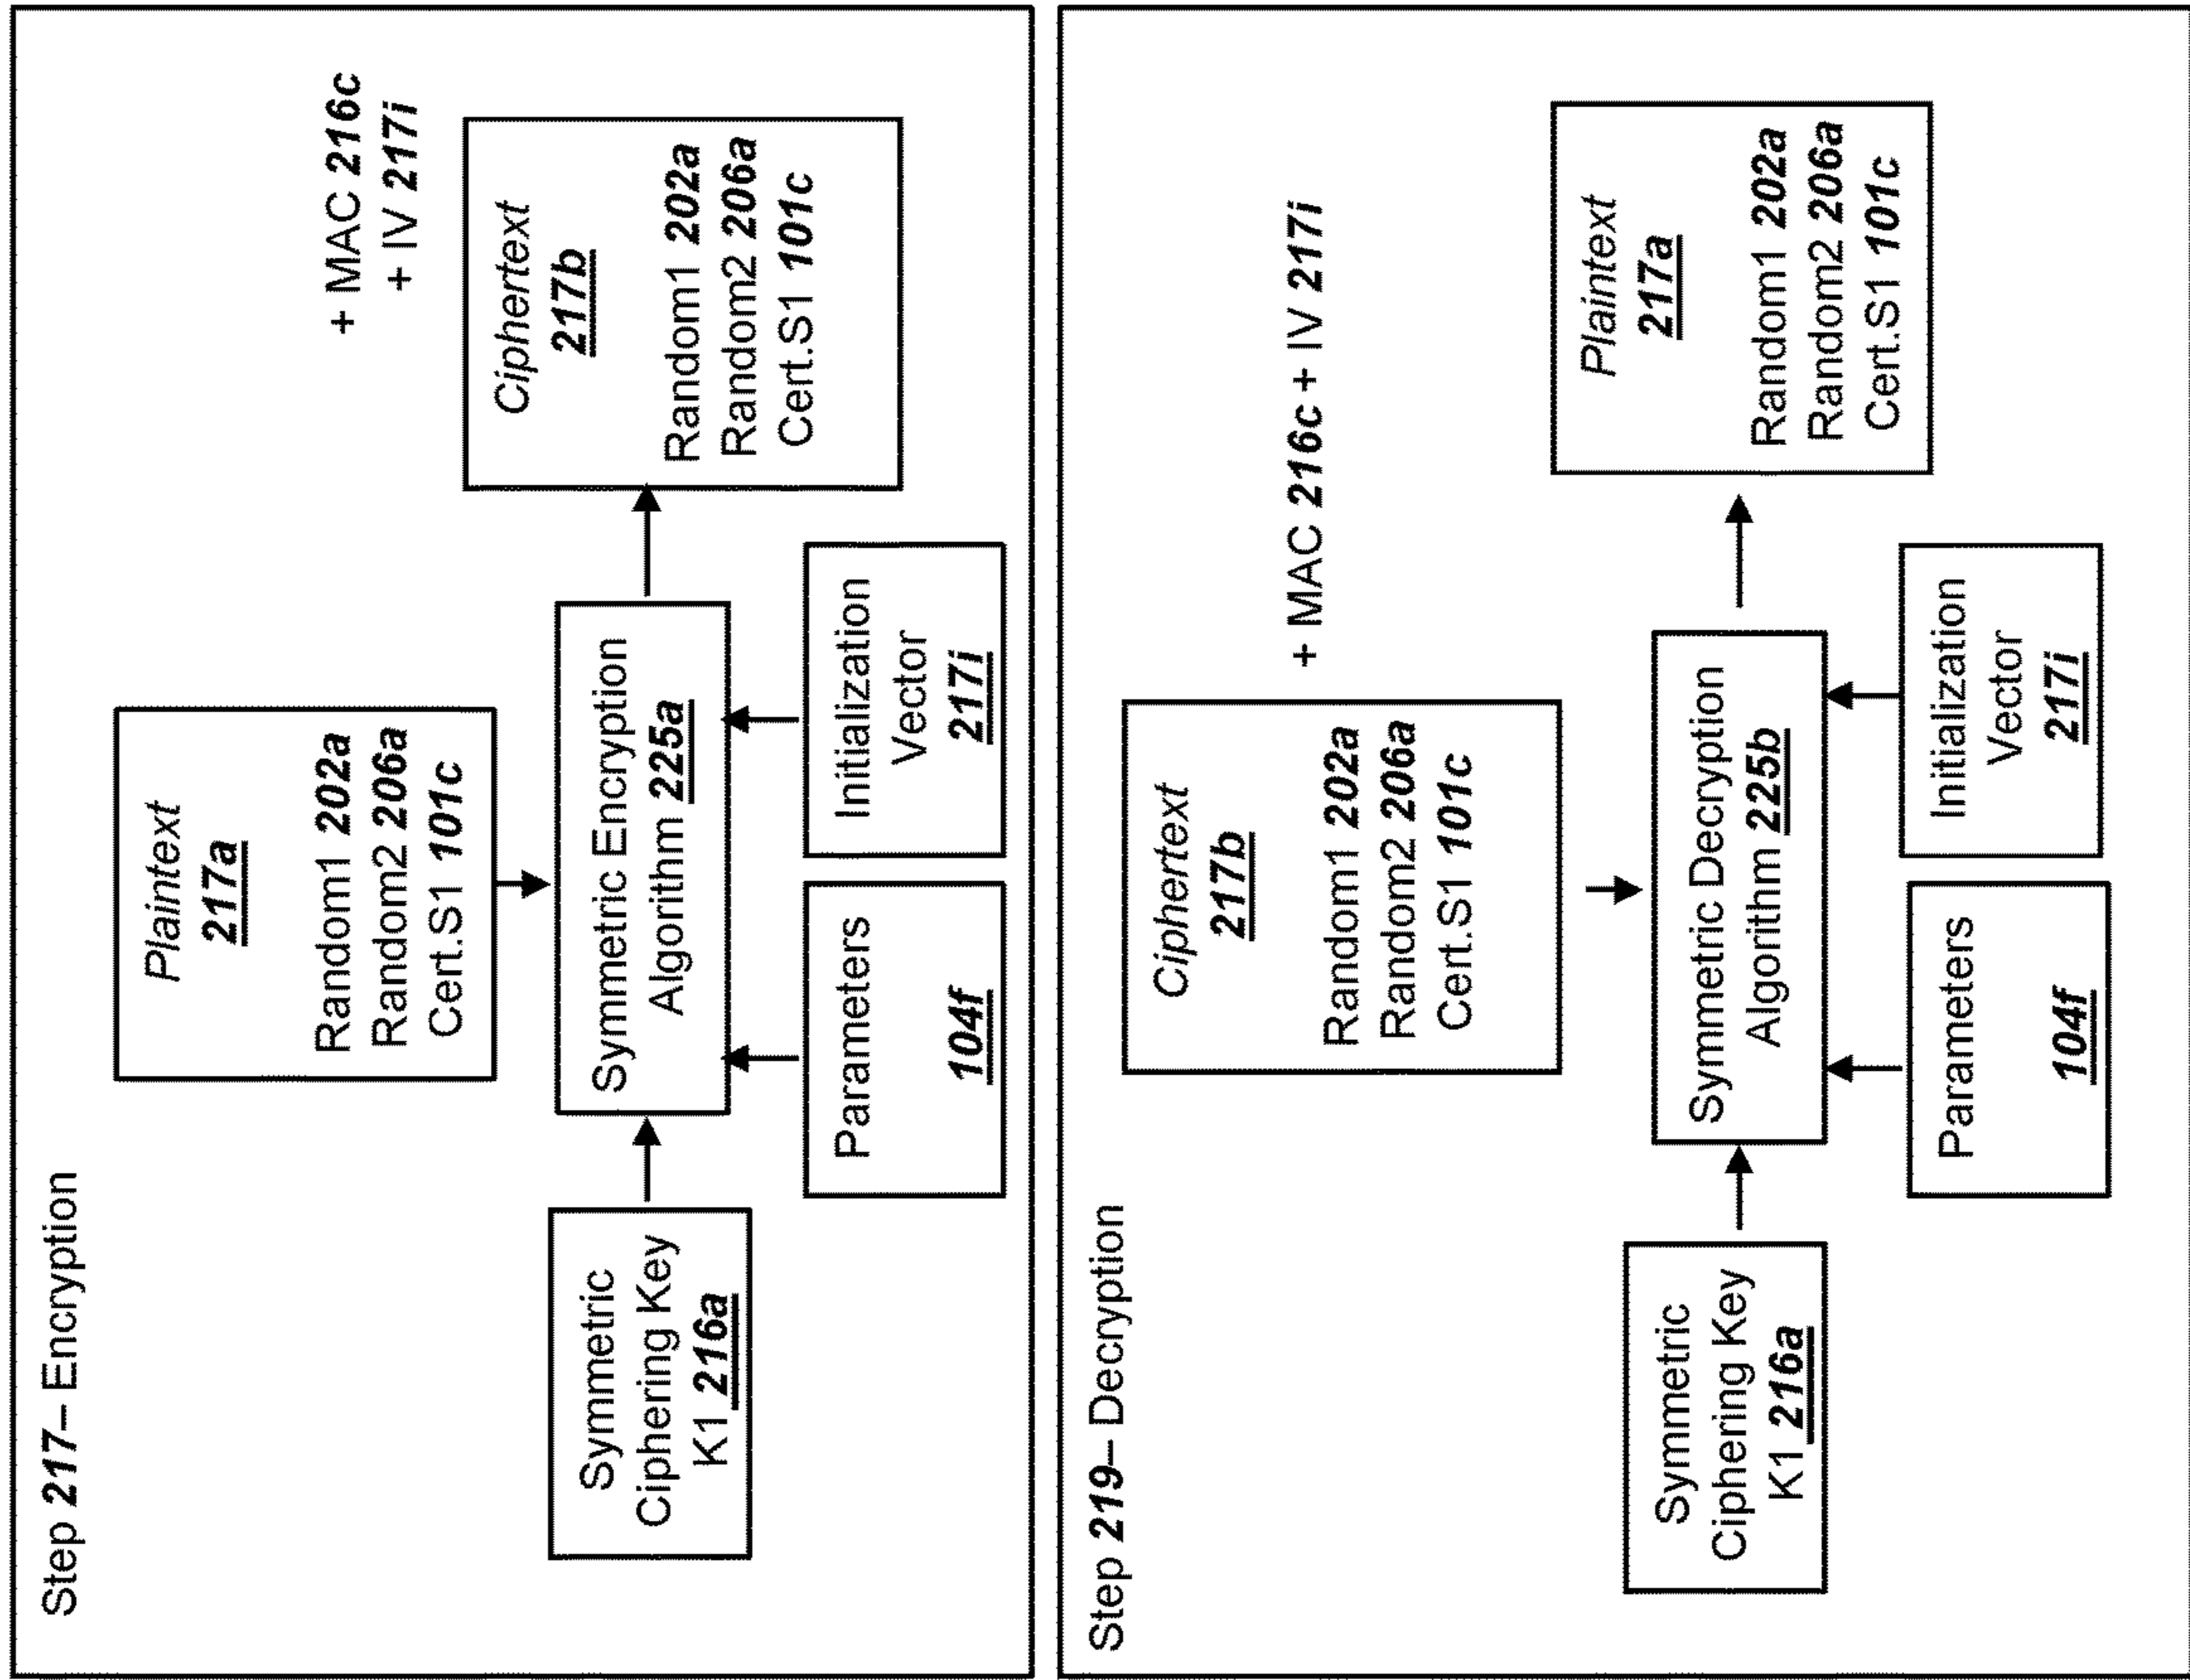 Step 217– Encryption
Plaintext
217a
Random1 202a
Random2 206a
Cert.S1 101c
Symmetric
Ciphering Key
K1 216a
Symmetric Encryption
Algorithm 225a
Parameters
104f
Initialization
Vector
217i
+ MAC 216c
+ IV 217i
Ciphertext
217b
Random1 202a
Random2 206a
Cert.S1 101c
Step 219– Decryption
Ciphertext
217b
Random1 202a
Random2 206a
Cert.S1 101c
+ MAC 216c + IV 217i
Symmetric
Ciphering Key
K1 216a
Symmetric Decryption
Algorithm 225b
Parameters
104f
Initialization
Vector
217i
Plaintext
217a
Random1 202a
Random2 206a
Cert.S1 101c